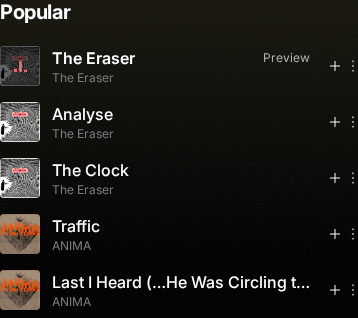 Popular
The Eraser
Preview
The Eraser
Analyse
The Eraser
The Clock
The Eraser
Traffic
ANIMA
Last I Heard (...He Was Circling t...
ANIMA